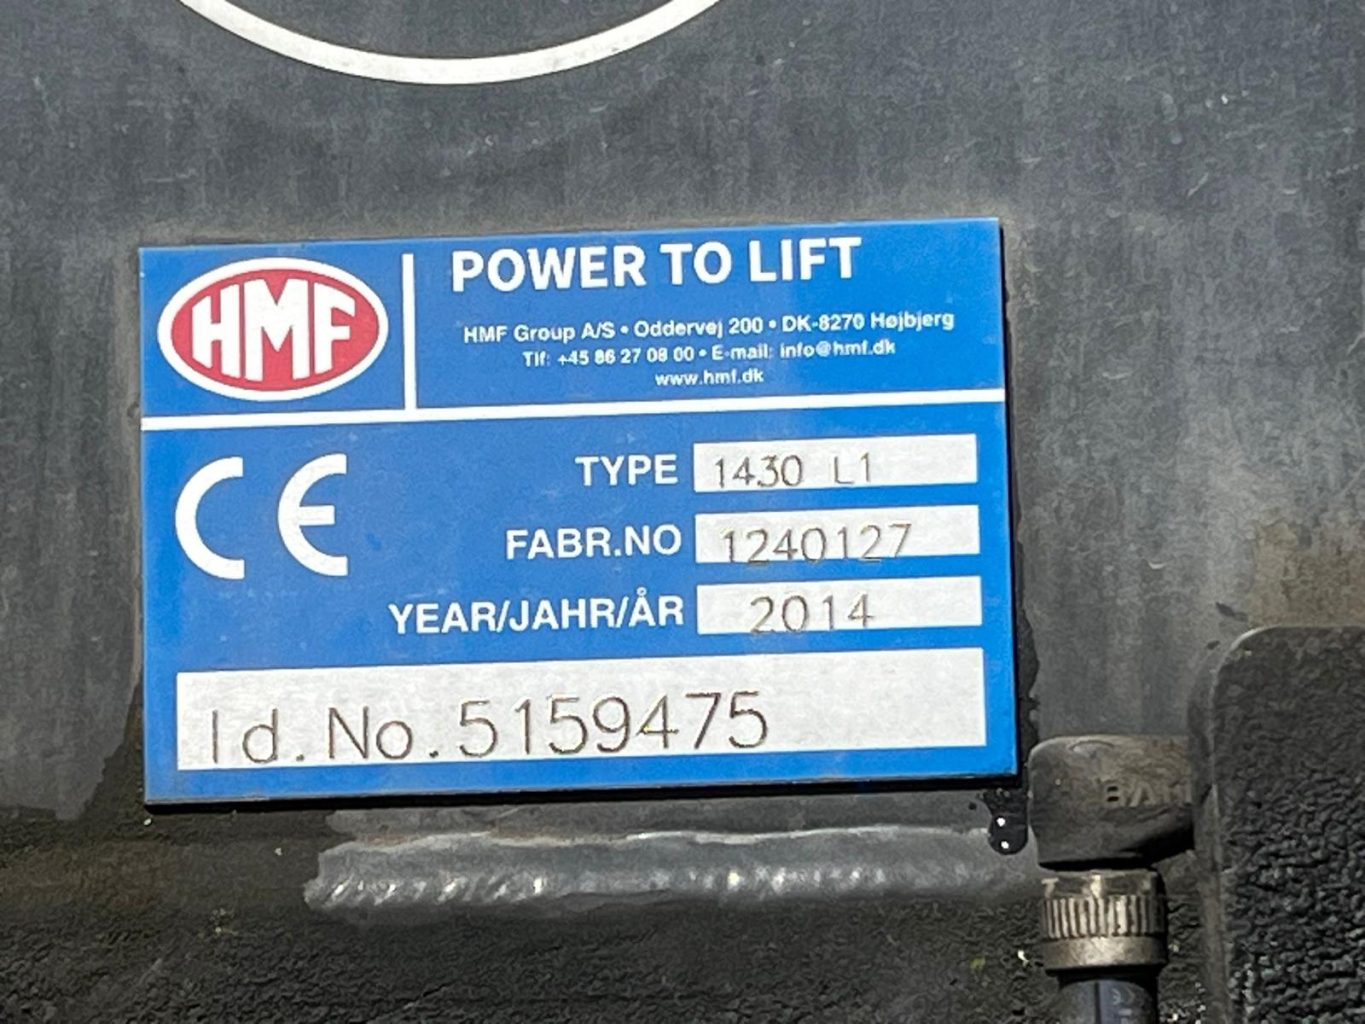 HMF
POWER TO LIFT
HMF Group A/S • Oddervej 200 • DK-8270 Højbjerg
Tlf: +45 86 27 08 00 • E-mail: info@hmf.dk
www.hmf.dk
CE
TYPE 1430 L1
FABR.NO 1240127
YEAR/JAHR/ÅR 2014
Id.No.5159475